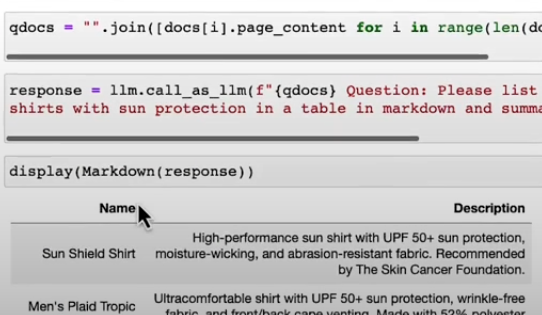 qdocs = "".join([docs[i].page_content for i in range(len(do
response = llm.call_as_llm(f"{qdocs} Question: Please list
shirts with sun protection in a table in markdown and summa
display(Markdown(response))
Name Description
Sun Shield Shirt High-performance sun shirt with UPF 50+ sun protection,
moisture-wicking, and abrasion-resistant fabric. Recommended
by The Skin Cancer Foundation.
Men's Plaid Tropic Ultracomfortable shirt with UPF 50+ sun protection, wrinkle-free
fabric, and front/back cape venting. Made with 52% polyester